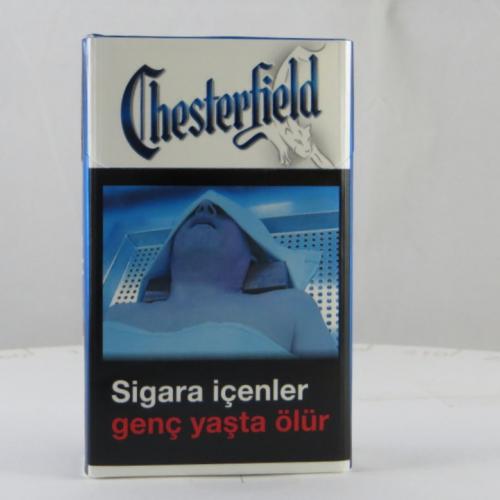 Chesterfield
Sigara içenler
genç yaşta ölür